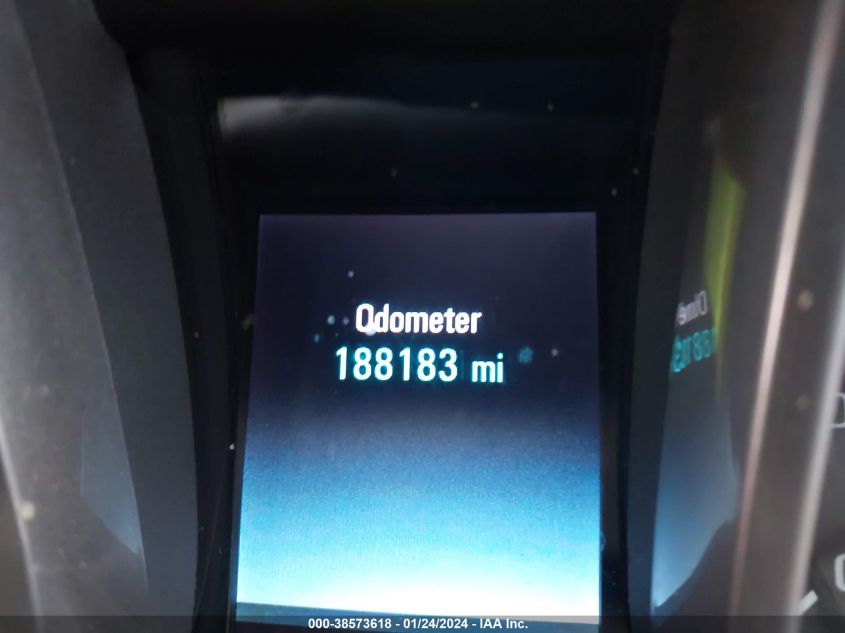 Odometer
188183 mi
000-38573618 - 01/24/2024 - IAA Inc.